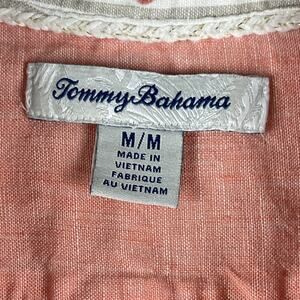 Tommy Bahama
M/M
MADE IN
VIETNAM
FABRIQUE
AU VIETNAM